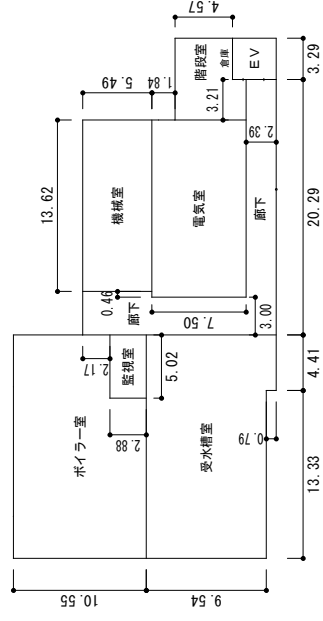 4.57
3.29
階段室
倉庫
EV
5.49
1.84
3.21
2.39
13.62
機械室
電気室
廊下
20.29
0.46
廊下
7.50
3.00
2.17
監視室
5.02
4.41
ボイラー室
2.88
受水槽室
0.79
13.33
10.55
9.54